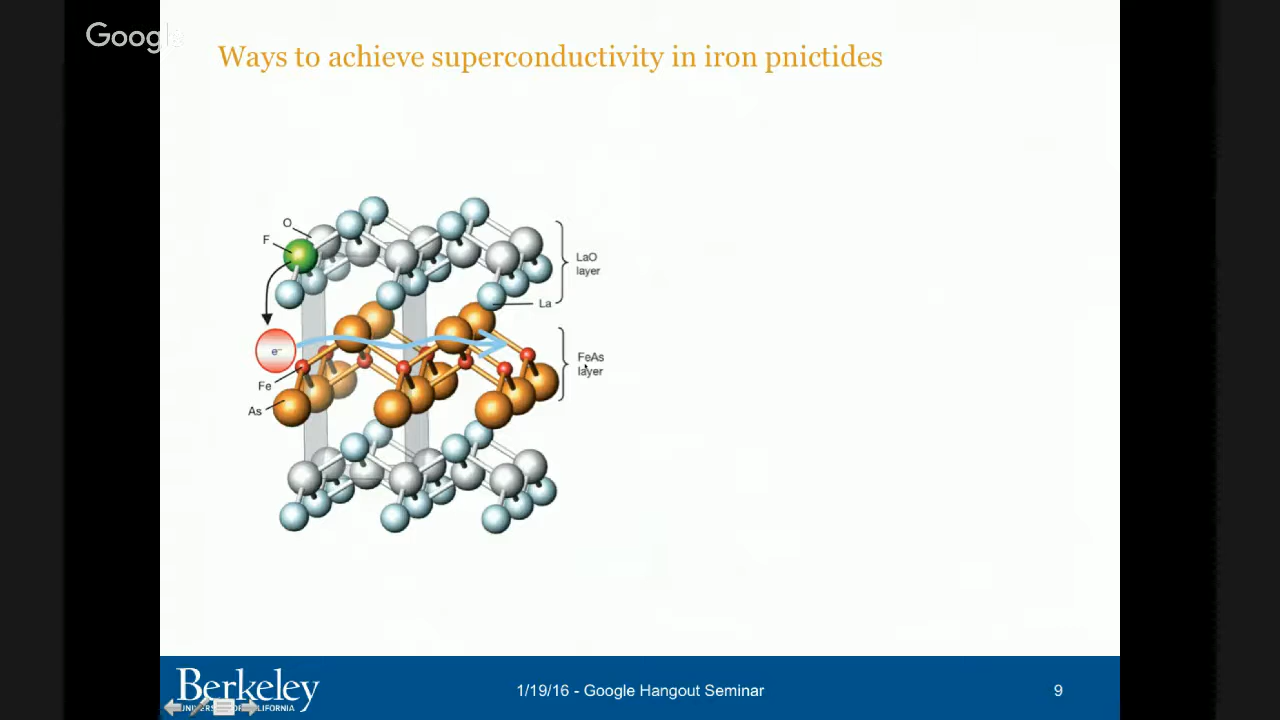 Google
Ways to achieve superconductivity in iron pnictides
O
F
LaO
layer
La
e⁻
FeAs
layer
Fe
As
Berkeley
UNIVERSITY OF CALIFORNIA
1/19/16 - Google Hangout Seminar
9